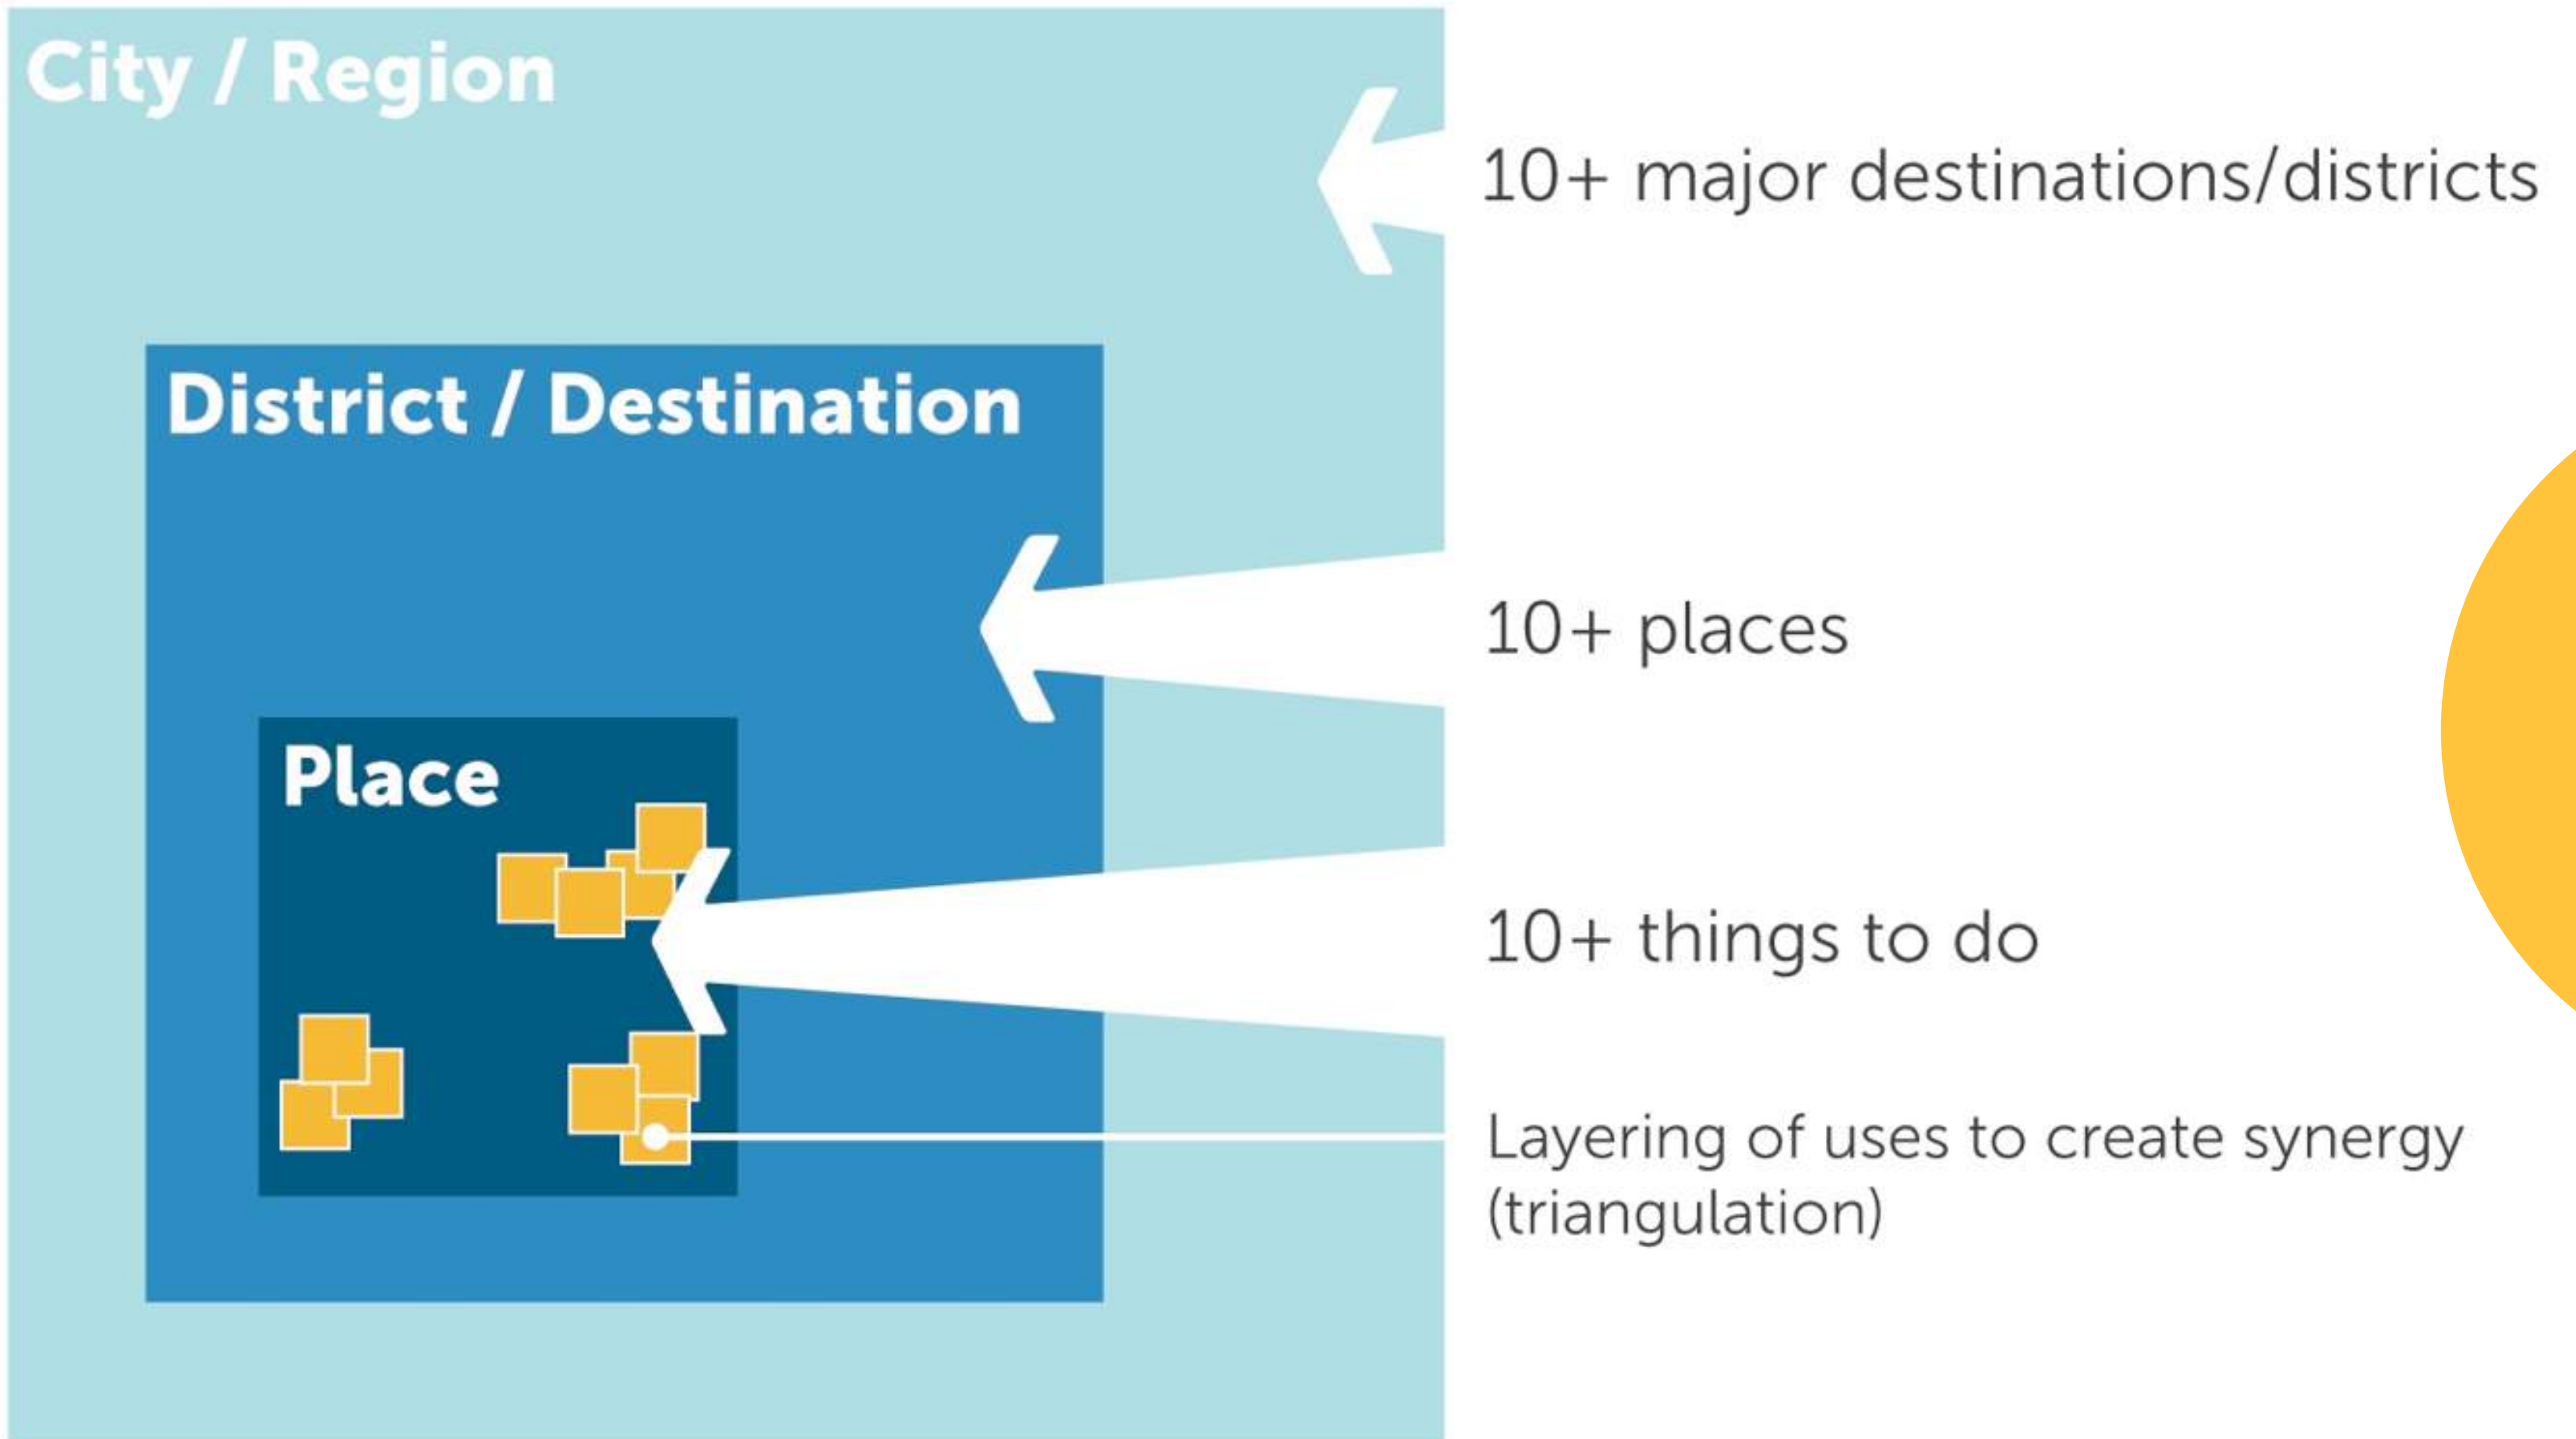 City / Region
10+ major destinations/districts
District / Destination
10+ places
Place
10+ things to do
Layering of uses to create synergy
(triangulation)